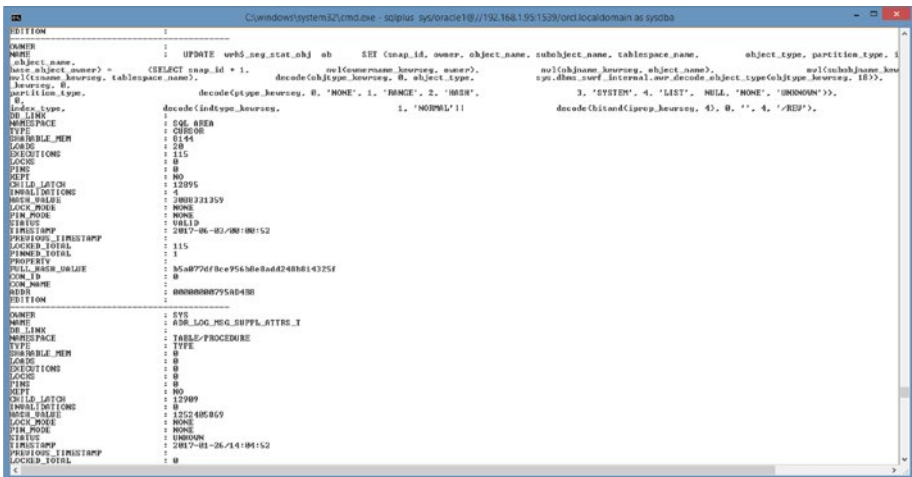 C:\windows\system32\cmd.exe - sqlplus sys/oracle1@//192.168.1.95:1539/orcl.localdomain as sysdba
EDITION :
OWNER :
NAME : UPDATE wrh$_seg_stat_obj ob SET (snap_id, owner, object_name, subobject_name, tablespace_name, object_type, partition_type, i
_object_name,
base_object_owner) = (SELECT snap_id + 1, nvl(ownername_kewrseg, owner), nvl(objname_kewrseg, object_name), nvl(subobjname_kew
nvl(tsname_kewrseg, tablespace_name), decode(objtype_kewrseg, 0, object_type, sys.dbms_swrf_internal.awr_decode_object_type(objtype_kewrseg, 18)),
_kewrseg, 0,
partition_type, decode(ptype_kewrseg, 0, 'NONE', 1, 'RANGE', 2, 'HASH', 3, 'SYSTEM', 4, 'LIST', NULL, 'NONE', 'UNKNOWN')),
0,
index_type, decode(indtype_kewrseg, 1, 'NORMAL'|| decode(bitand(iprop_kewrseg, 4), 0, '', 4, '/REV'),
DB_LINK :
NAMESPACE : SQL AREA
TYPE : CURSOR
SHARABLE_MEM : 8144
LOADS : 20
EXECUTIONS : 115
LOCKS : 0
PINS : 0
KEPT : NO
CHILD_LATCH : 12895
INVALIDATIONS : 4
HASH_VALUE : 3088331359
LOCK_MODE : NONE
PIN_MODE : NONE
STATUS : VALID
TIMESTAMP : 2017-06-03/00:00:52
PREVIOUS_TIMESTAMP :
LOCKED_TOTAL : 115
PINNED_TOTAL : 1
PROPERTY :
FULL_HASH_VALUE : b5a077df8ce956b8e8add248b814325f
CON_ID : 0
CON_NAME :
ADDR : 00000000795AD4B8
EDITION :
OWNER : SYS
NAME : ADR_LOG_MSG_SUPPL_ATTRS_T
DB_LINK :
NAMESPACE : TABLE/PROCEDURE
TYPE : TYPE
SHARABLE_MEM : 0
LOADS : 0
EXECUTIONS : 0
LOCKS : 0
PINS : 0
KEPT : NO
CHILD_LATCH : 12909
INVALIDATIONS : 0
HASH_VALUE : 1252405869
LOCK_MODE : NONE
PIN_MODE : NONE
STATUS : UNKOWN
TIMESTAMP : 2017-01-26/14:04:52
PREVIOUS_TIMESTAMP :
LOCKED_TOTAL : 0